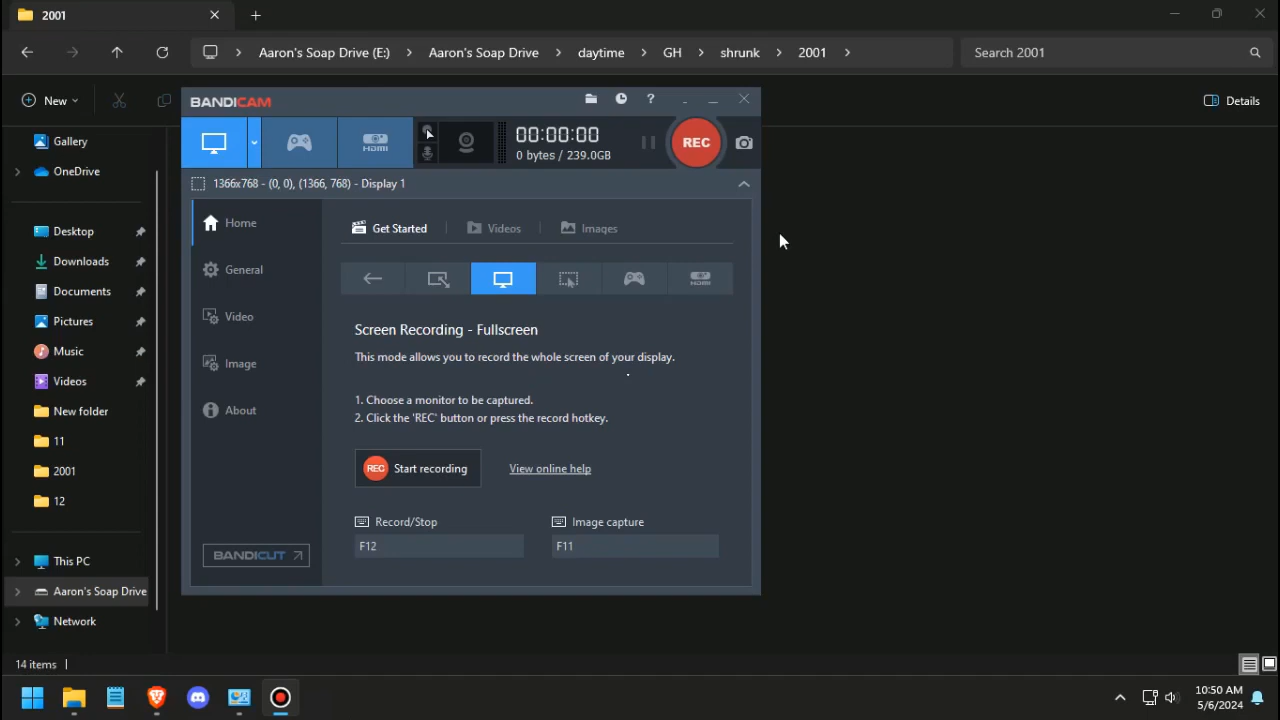 2001
Aaron's Soap Drive (E:) Aaron's Soap Drive daytime GH shrunk 2001
Search 2001
New
Details
Gallery
OneDrive
Desktop
Downloads
Documents
Pictures
Music
Videos
New folder
11
2001
12
This PC
Aaron's Soap Drive
Network
14 items
BANDICAM
?
HDMI
00:00:00
0 bytes / 239.0GB
REC
1366x768 - (0, 0), (1366, 768) - Display 1
Home
General
Video
Image
About
BANDICUT
Get Started
Videos
Images
HDMI
Screen Recording - Fullscreen
This mode allows you to record the whole screen of your display.
1. Choose a monitor to be captured.
2. Click the 'REC' button or press the record hotkey.
REC Start recording
View online help
Record/Stop
Image capture
F12
F11
10:50 AM
5/6/2024